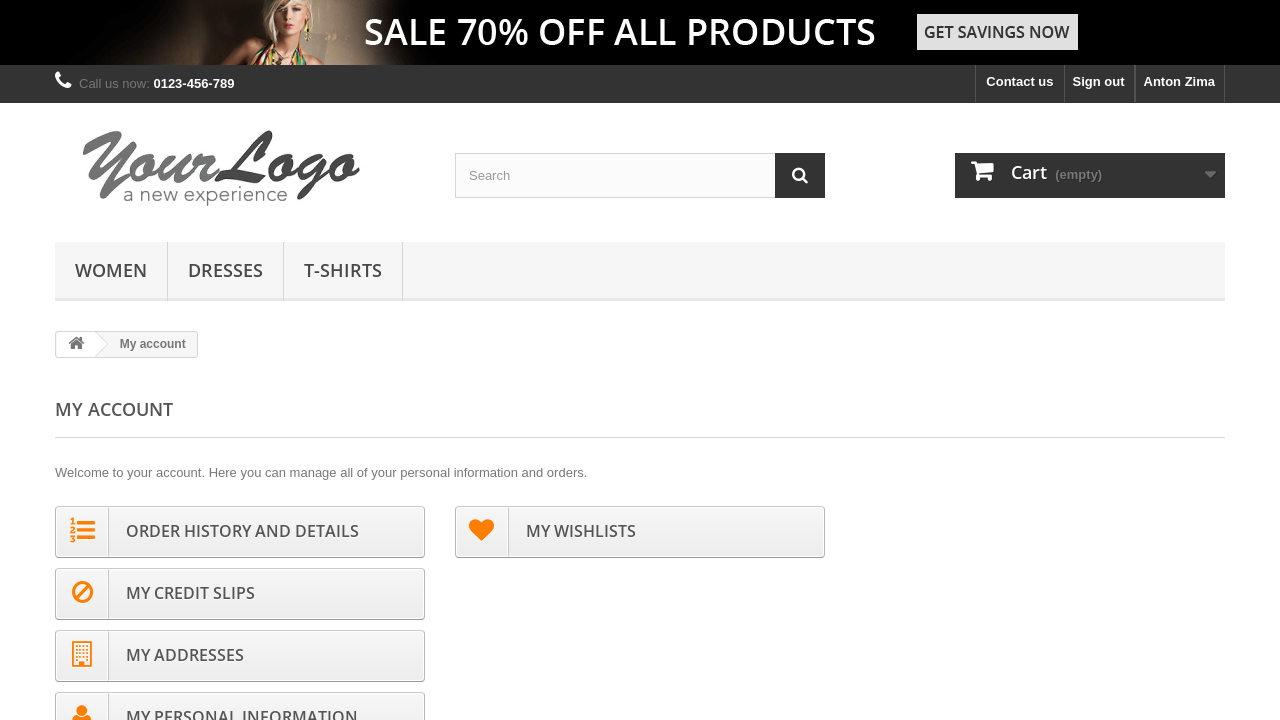 SALE 70% OFF ALL PRODUCTS
GET SAVINGS NOW
Call us now: 0123-456-789
Contact us
Sign out
Anton Zima
YourLogo
a new experience
Search
Cart (empty)
WOMEN
DRESSES
T-SHIRTS
My account
MY ACCOUNT
Welcome to your account. Here you can manage all of your personal information and orders.
ORDER HISTORY AND DETAILS
MY WISHLISTS
MY CREDIT SLIPS
MY ADDRESSES
MY PERSONAL INFORMATION